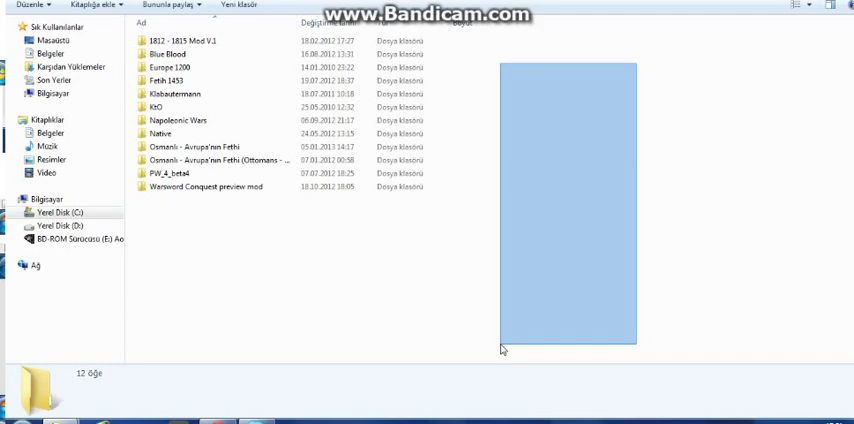 Düzenle Kitaplığa ekle Bununla paylaş Yeni klasör
www.Bandicam.com
Ad
1812 - 1815 Mod V.1 18.02.2012 17:27 Dosya klasörü
Blue Blood 16.08.2012 13:31 Dosya klasörü
Europe 1200 14.01.2010 23:22 Dosya klasörü
Fetih 1453 19.07.2012 18:37 Dosya klasörü
Klabautermann 18.07.2011 10:18 Dosya klasörü
KtO 25.05.2010 12:32 Dosya klasörü
Napoleonic Wars 06.09.2012 21:17 Dosya klasörü
Native 24.05.2012 13:15 Dosya klasörü
Osmanlı - Avrupa'nın Fethi 05.01.2013 14:17 Dosya klasörü
Osmanlı - Avrupa'nın Fethi (Ottomans - ... 07.01.2012 00:58 Dosya klasörü
PW_4_beta4 07.07.2012 18:25 Dosya klasörü
Warsword Conquest preview mod 18.10.2012 18:05 Dosya klasörü
Sık Kullanılanlar
Masaüstü
Belgeler
Karşıdan Yüklemeler
Son Yerler
Bilgisayar
Kitaplıklar
Belgeler
Müzik
Resimler
Video
Bilgisayar
Yerel Disk (C:)
Yerel Disk (D:)
BD-ROM Sürücüsü (E:) Ao
Ağ
12 öğe